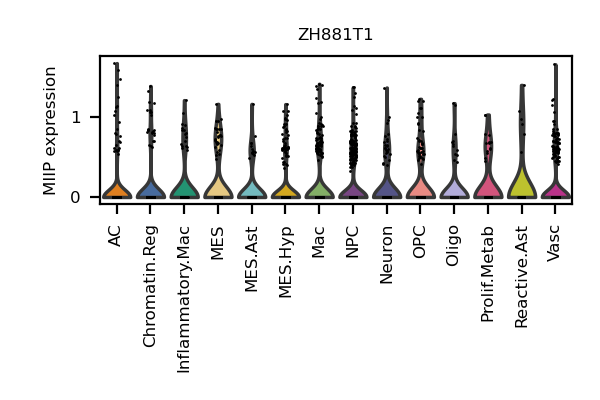 ZH881T1
MIIP expression
1
0
AC
Chromatin.Reg
Inflammatory.Mac
MES
MES.Ast
MES.Hyp
Mac
NPC
Neuron
OPC
Oligo
Prolif.Metab
Reactive.Ast
Vasc